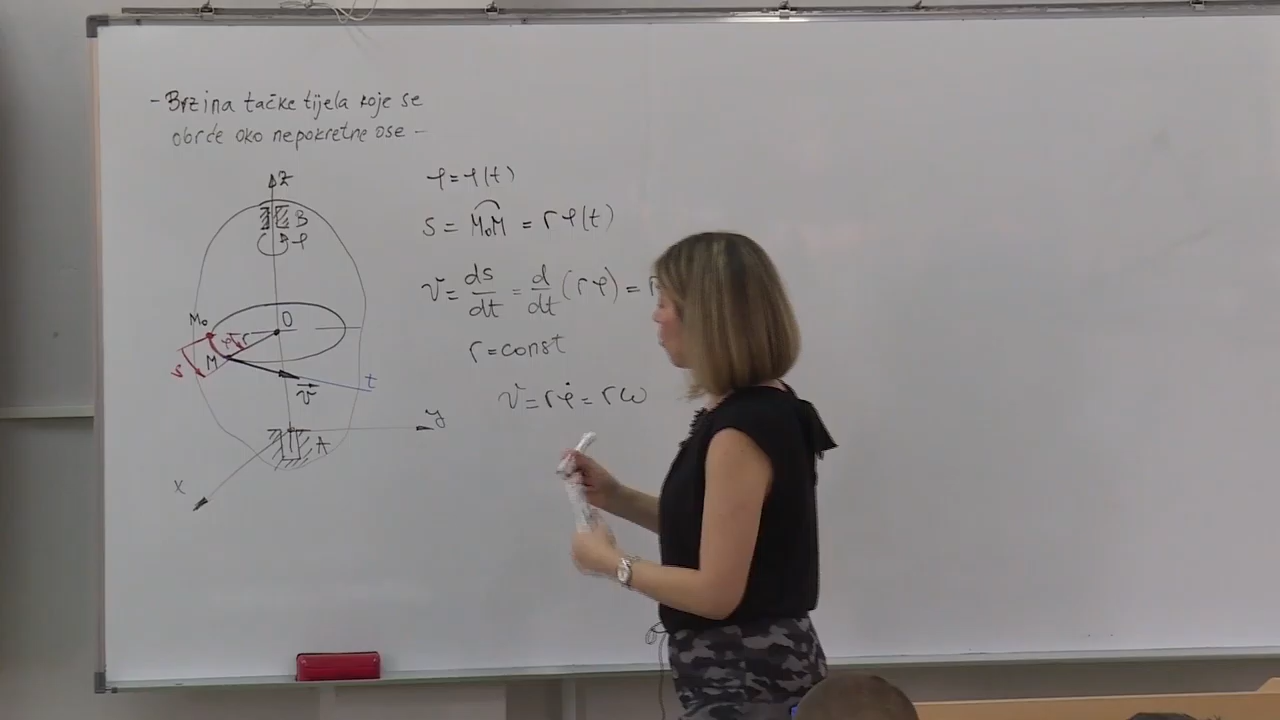 - Brzina tačke tijela koje se
obrće oko nepokretne ose -
z
B
φ
M₀
O
φ
r
M
s
v⃗
t
y
A
x
φ = φ(t)
s = M₀M = rφ(t)
v = ds/dt = d/dt (rφ) = r
r = const
v = rφ̇ = rω